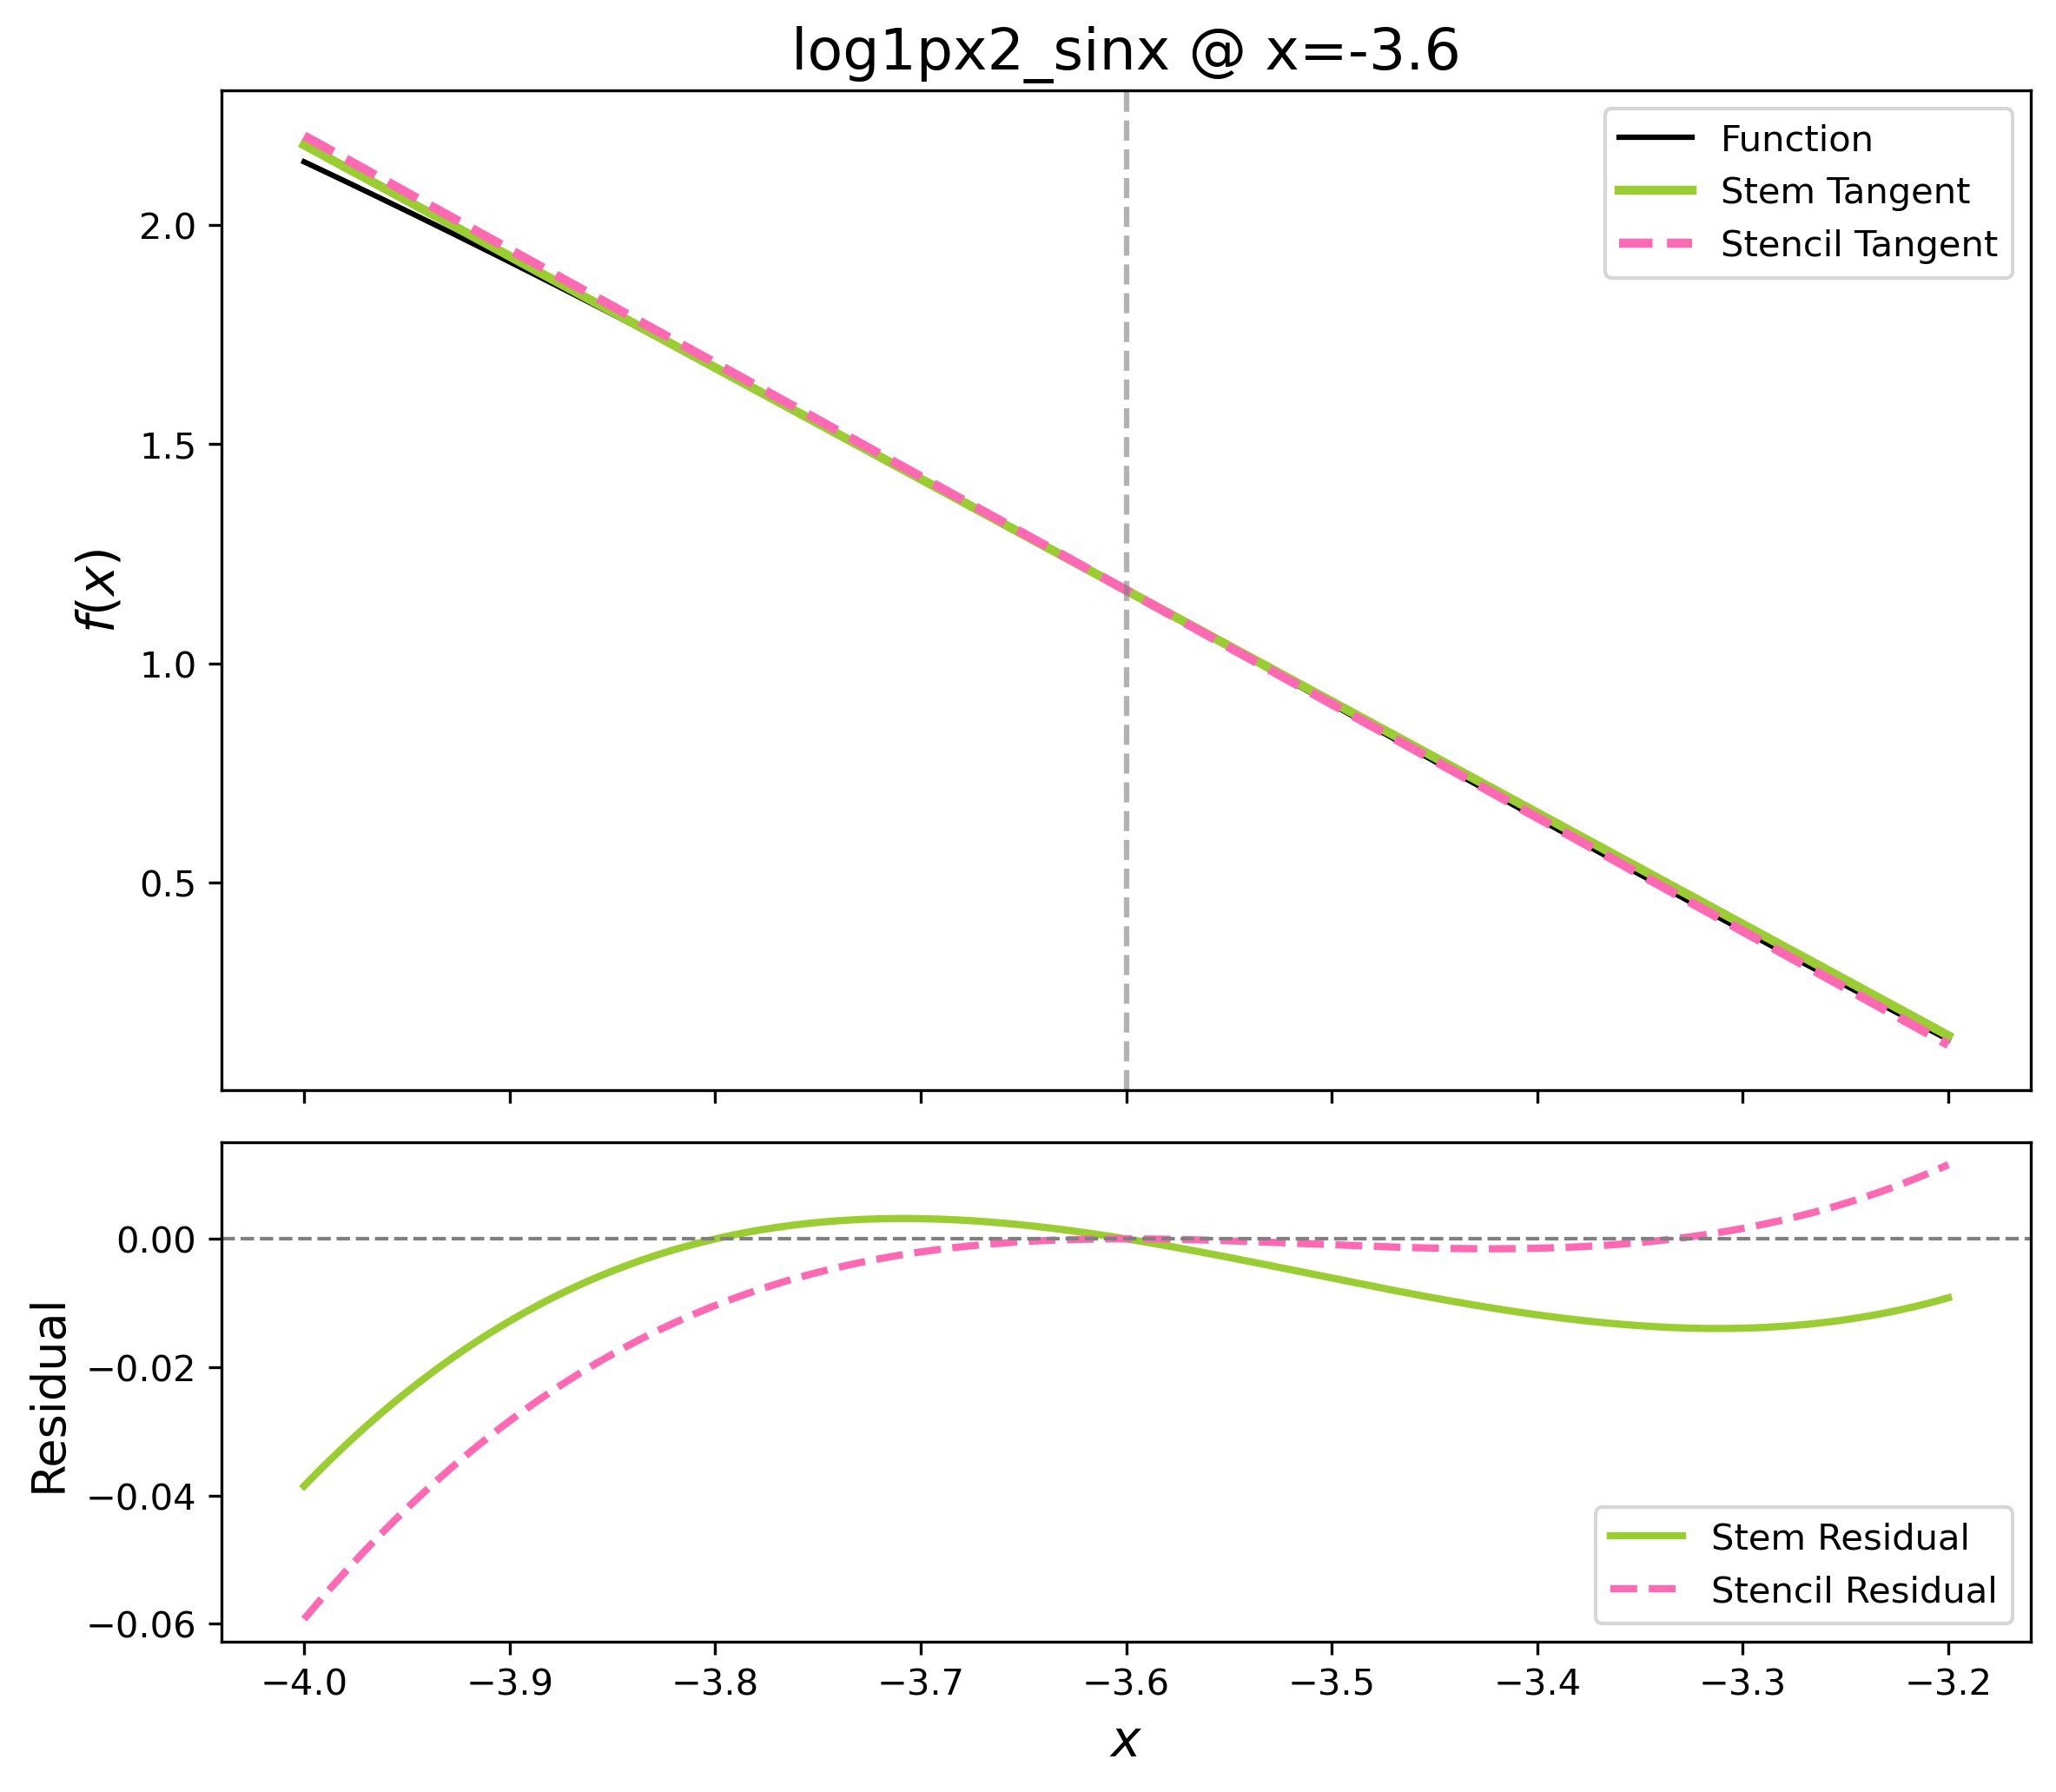 log1px2_sinx @ x=-3.6
Function
Stem Tangent
Stencil Tangent
2.0
1.5
1.0
0.5
f(x)
0.00
−0.02
−0.04
−0.06
Residual
Stem Residual
Stencil Residual
−4.0 −3.9 −3.8 −3.7 −3.6 −3.5 −3.4 −3.3 −3.2
x